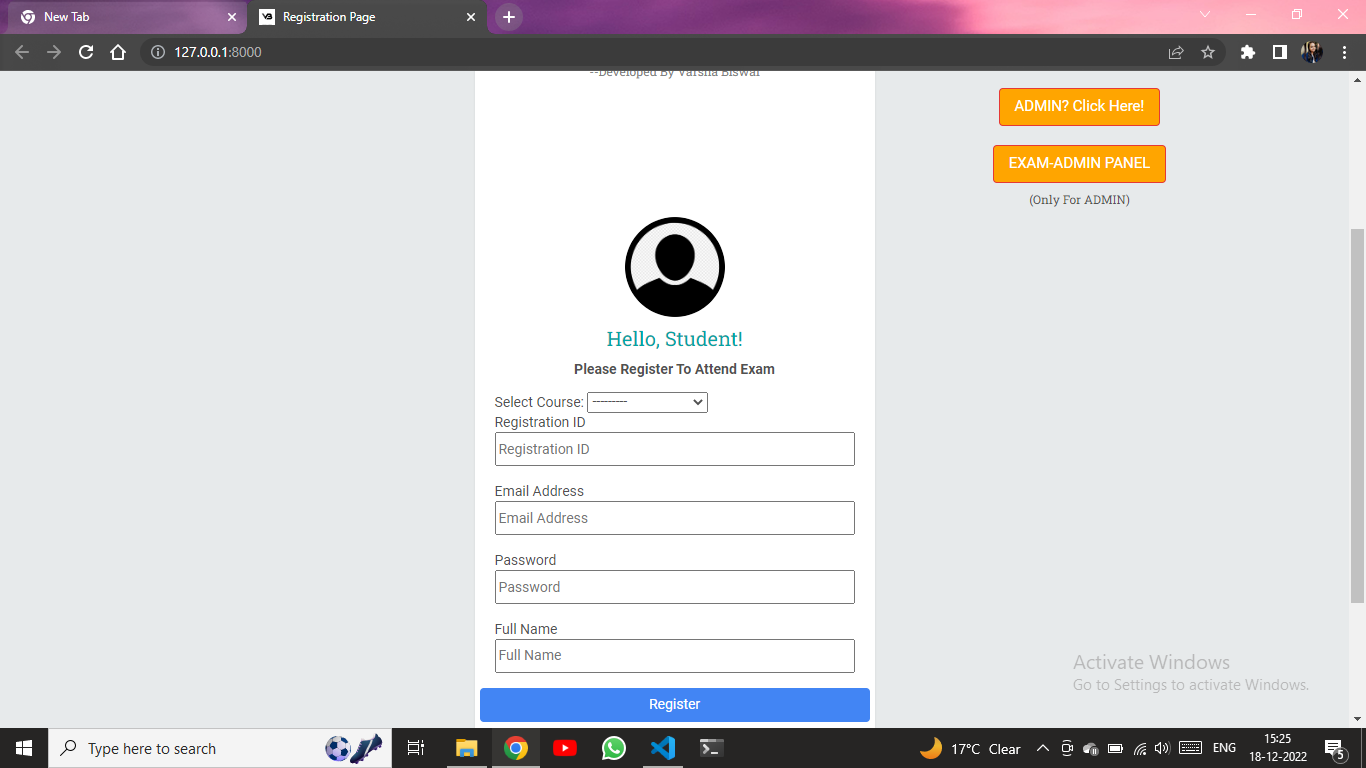 New Tab
VB Registration Page
127.0.0.1:8000
--Developed By Varsha Biswal
ADMIN? Click Here!
EXAM-ADMIN PANEL
(Only For ADMIN)
Hello, Student!
Please Register To Attend Exam
Select Course: ---------
Registration ID
Registration ID
Email Address
Email Address
Password
Password
Full Name
Full Name
Register
Activate Windows
Go to Settings to activate Windows.
Type here to search
17°C Clear
ENG
15:25
18-12-2022
5